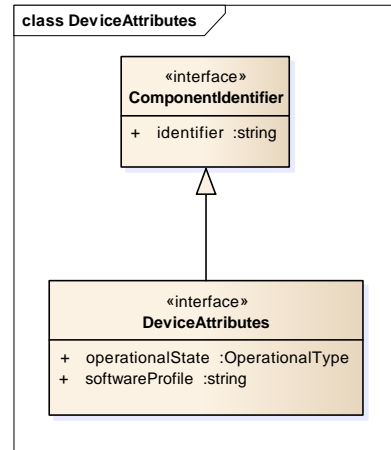 class DeviceAttributes
«interface»
ComponentIdentifier
+ identifier :string
«interface»
DeviceAttributes
+ operationalState :OperationalType
+ softwareProfile :string